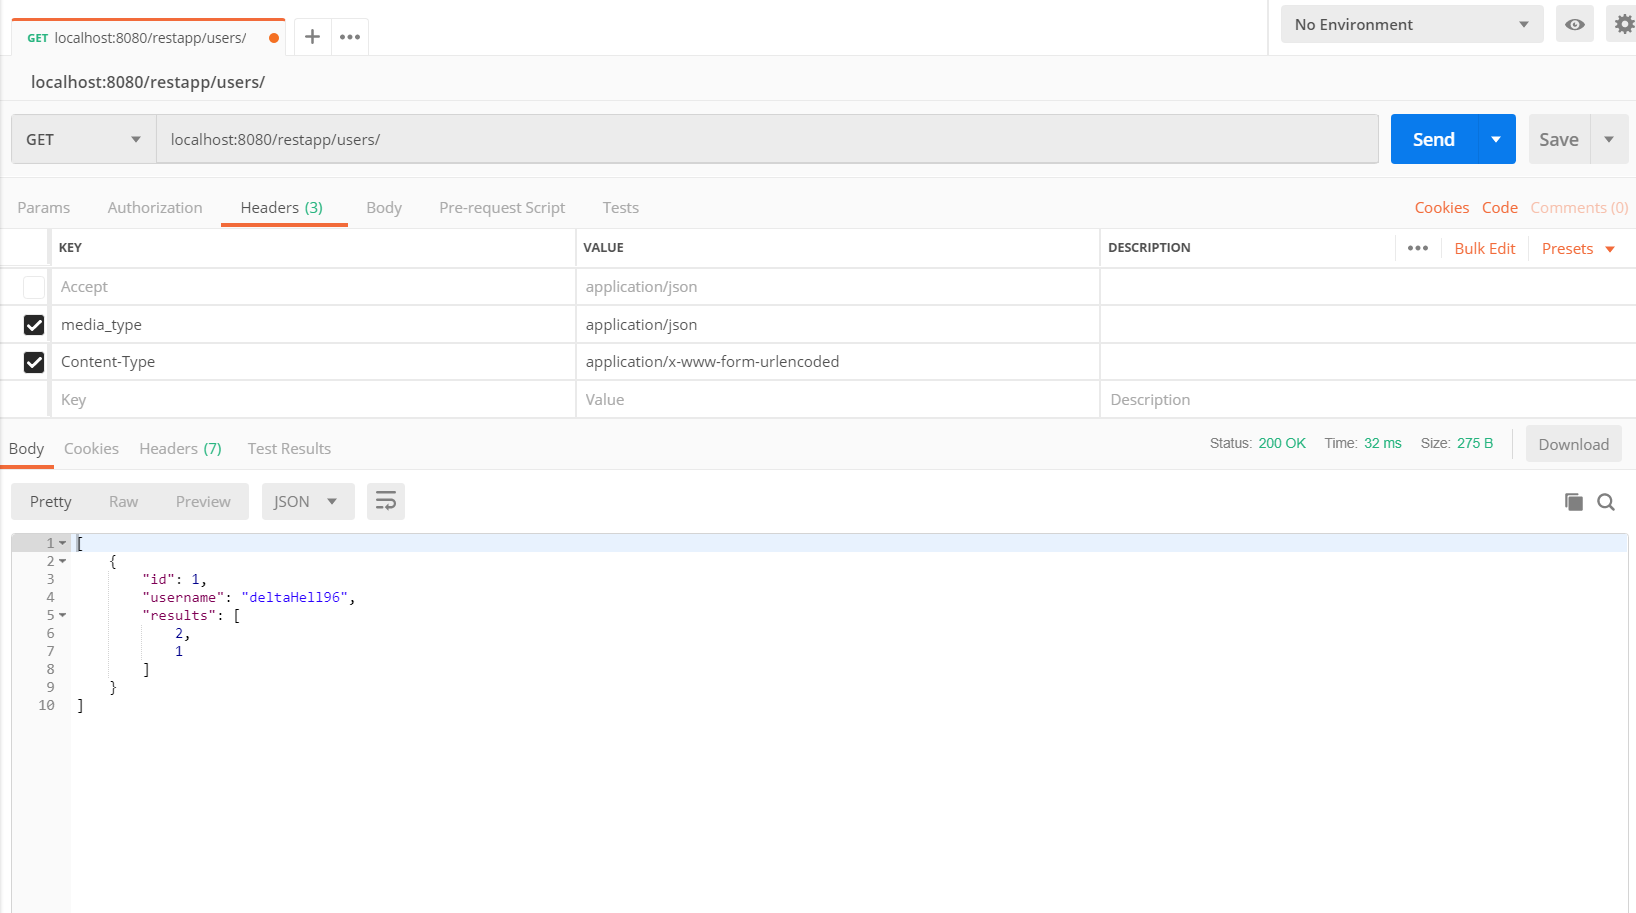 GET localhost:8080/restapp/users/
No Environment
localhost:8080/restapp/users/
GET localhost:8080/restapp/users/ Send Save
Params Authorization Headers (3) Body Pre-request Script Tests Cookies Code Comments (0)
KEY VALUE DESCRIPTION Bulk Edit Presets
Accept application/json
media_type application/json
Content-Type application/x-www-form-urlencoded
Key Value Description
Body Cookies Headers (7) Test Results Status: 200 OK Time: 32 ms Size: 275 B Download
Pretty Raw Preview JSON
1 [
2 {
3 "id": 1,
4 "username": "deltaHell96",
5 "results": [
6 2,
7 1
8 ]
9 }
10 ]